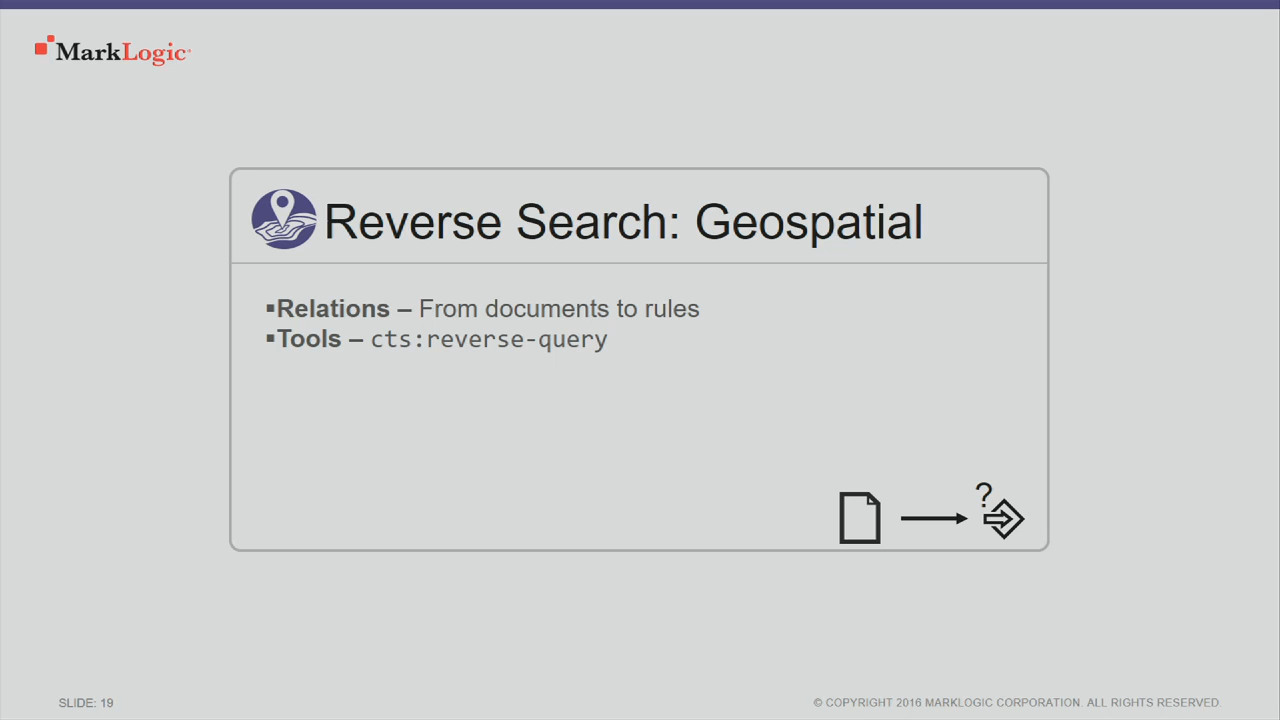 MarkLogic
Reverse Search: Geospatial
▪Relations – From documents to rules
▪Tools – cts:reverse-query
?
SLIDE: 19
© COPYRIGHT 2016 MARKLOGIC CORPORATION. ALL RIGHTS RESERVED.